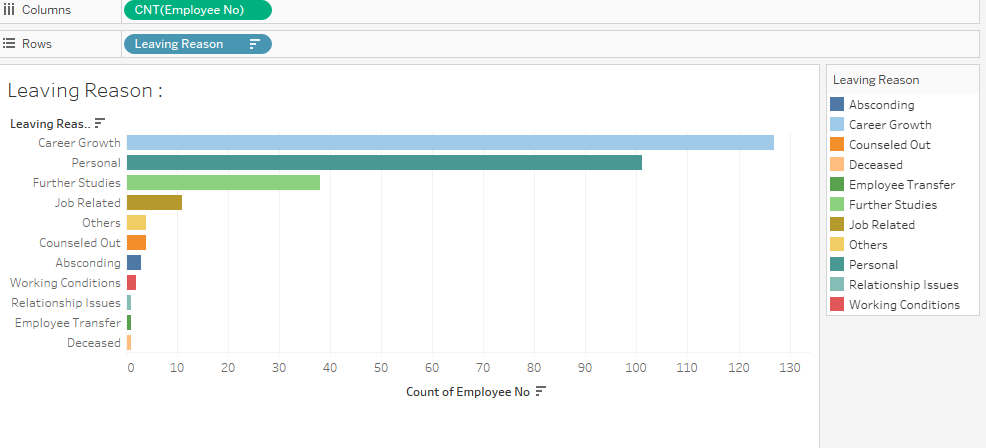 Columns
CNT(Employee No)
Rows
Leaving Reason
Leaving Reason :
Leaving Reas..
Career Growth
Personal
Further Studies
Job Related
Others
Counseled Out
Absconding
Working Conditions
Relationship Issues
Employee Transfer
Deceased
0 10 20 30 40 50 60 70 80 90 100 110 120 130
Count of Employee No
Leaving Reason
Absconding
Career Growth
Counseled Out
Deceased
Employee Transfer
Further Studies
Job Related
Others
Personal
Relationship Issues
Working Conditions